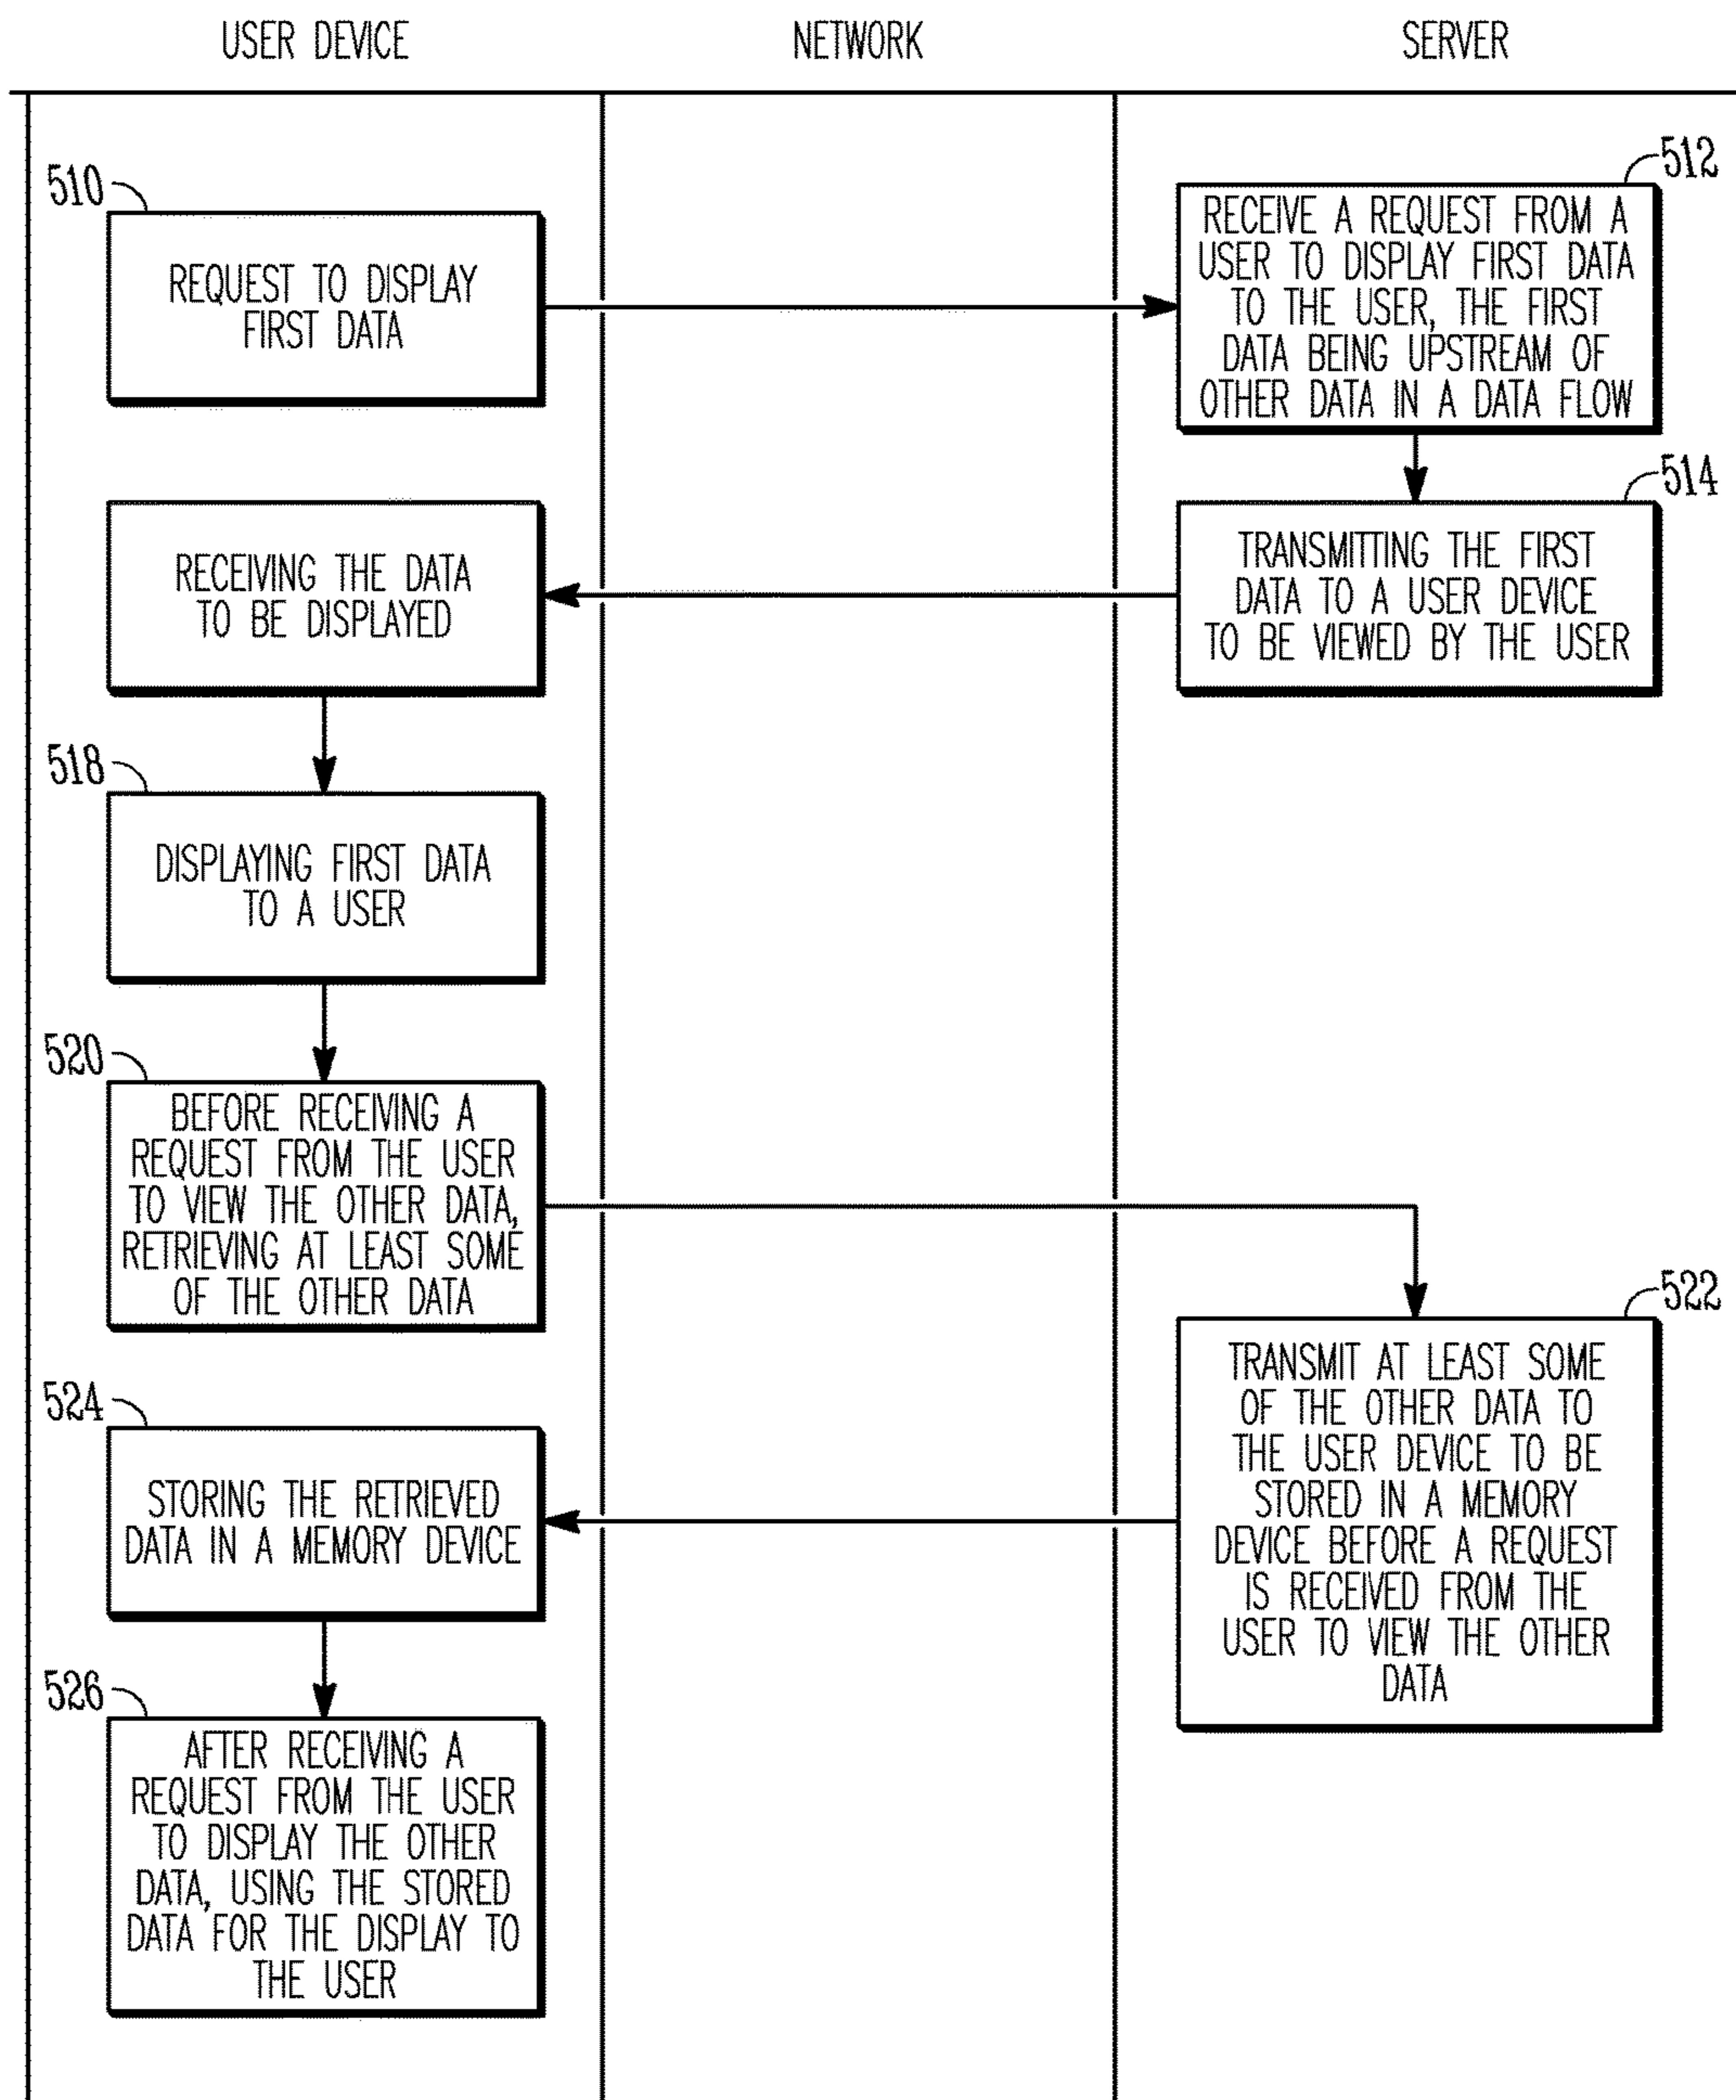 USER DEVICE
NETWORK
SERVER
510
REQUEST TO DISPLAY
FIRST DATA
512
RECEIVE A REQUEST FROM A
USER TO DISPLAY FIRST DATA
TO THE USER, THE FIRST
DATA BEING UPSTREAM OF
OTHER DATA IN A DATA FLOW
514
TRANSMITTING THE FIRST
DATA TO A USER DEVICE
TO BE VIEWED BY THE USER
RECEIVING THE DATA
TO BE DISPLAYED
518
DISPLAYING FIRST DATA
TO A USER
520
BEFORE RECEIVING A
REQUEST FROM THE USER
TO VIEW THE OTHER DATA,
RETRIEVING AT LEAST SOME
OF THE OTHER DATA
522
TRANSMIT AT LEAST SOME
OF THE OTHER DATA TO
THE USER DEVICE TO BE
STORED IN A MEMORY
DEVICE BEFORE A REQUEST
IS RECEIVED FROM THE
USER TO VIEW THE OTHER
DATA
524
STORING THE RETRIEVED
DATA IN A MEMORY DEVICE
526
AFTER RECEIVING A
REQUEST FROM THE USER
TO DISPLAY THE OTHER
DATA, USING THE STORED
DATA FOR THE DISPLAY TO
THE USER